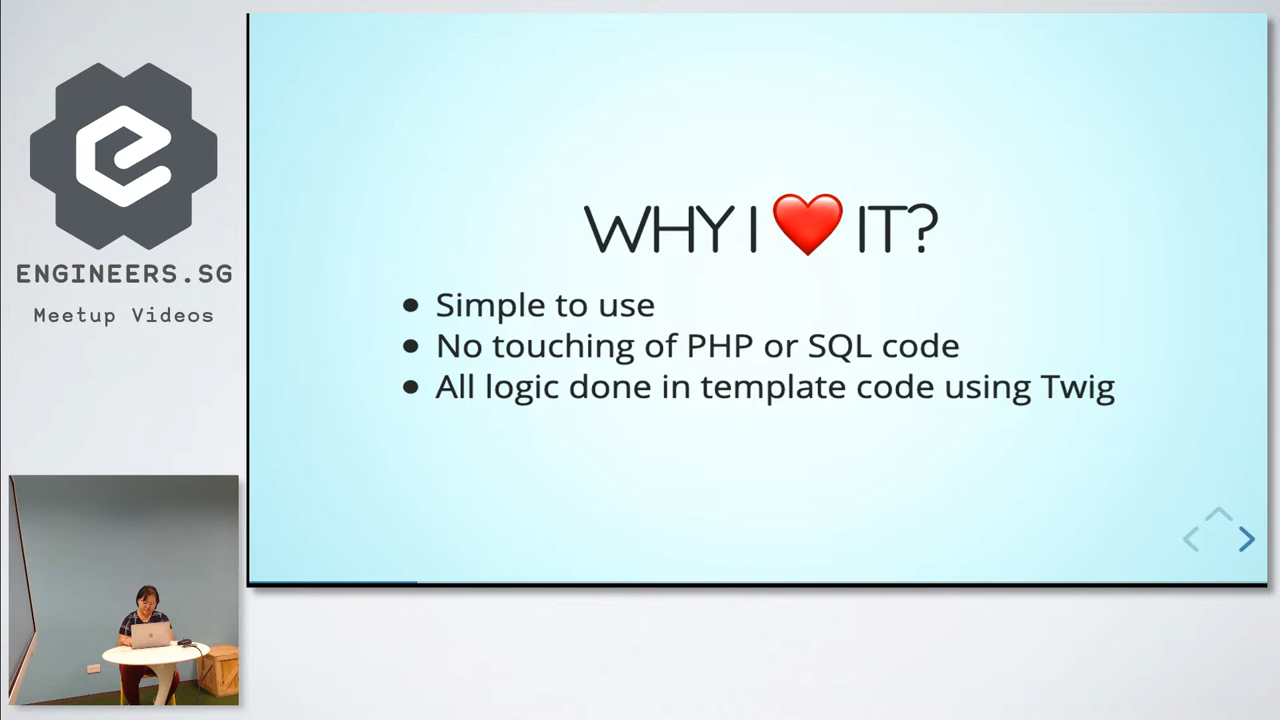 ENGINEERS.SG
Meetup Videos
WHY I ❤️ IT?
• Simple to use
• No touching of PHP or SQL code
• All logic done in template code using Twig